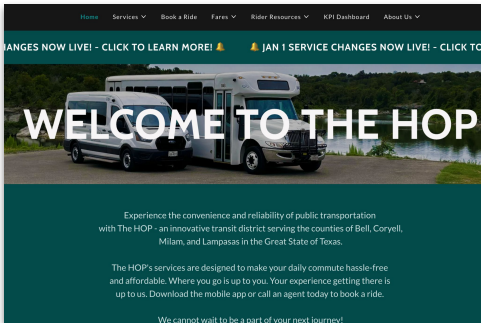 Home Services Book a Ride Fares Rider Resources KPI Dashboard About Us
HANGES NOW LIVE! - CLICK TO LEARN MORE! 🔔 🔔 JAN 1 SERVICE CHANGES NOW LIVE! - CLICK TO
WELCOME TO THE HOP
Experience the convenience and reliability of public transportation
with The HOP - an innovative transit district serving the counties of Bell, Coryell,
Milam, and Lampasas in the Great State of Texas.
The HOP's services are designed to make your daily commute hassle-free
and affordable. Where you go is up to you. Your experience getting there is
up to us. Download the mobile app or call an agent today to book a ride.
We cannot wait to be a part of your next journey!